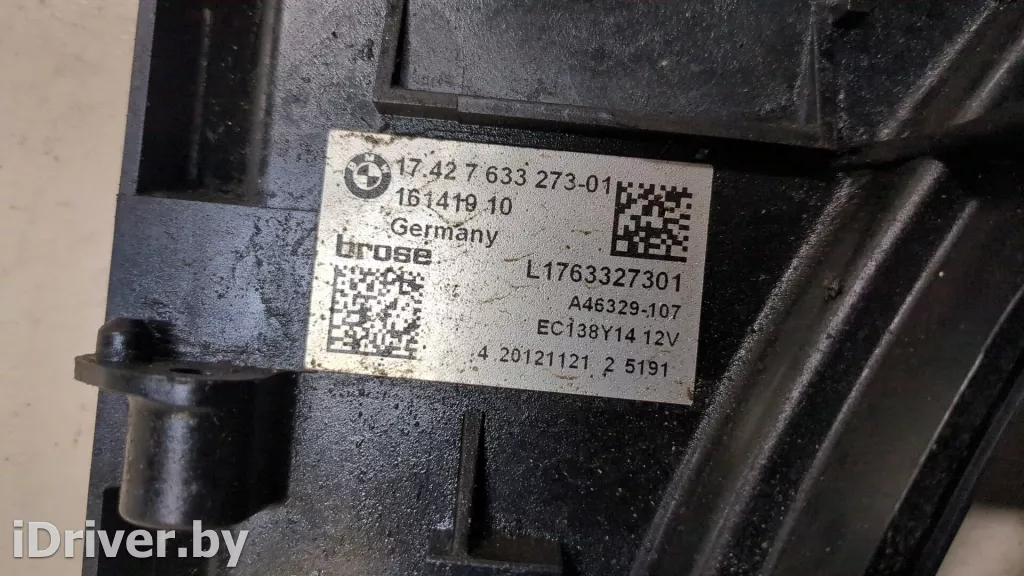 BMW 17.42 7 633 273-01
161419 10
Germany
brose
L1763327301
A46329-107
EC138Y14 12V
4 20121121 2 5191
iDriver.by